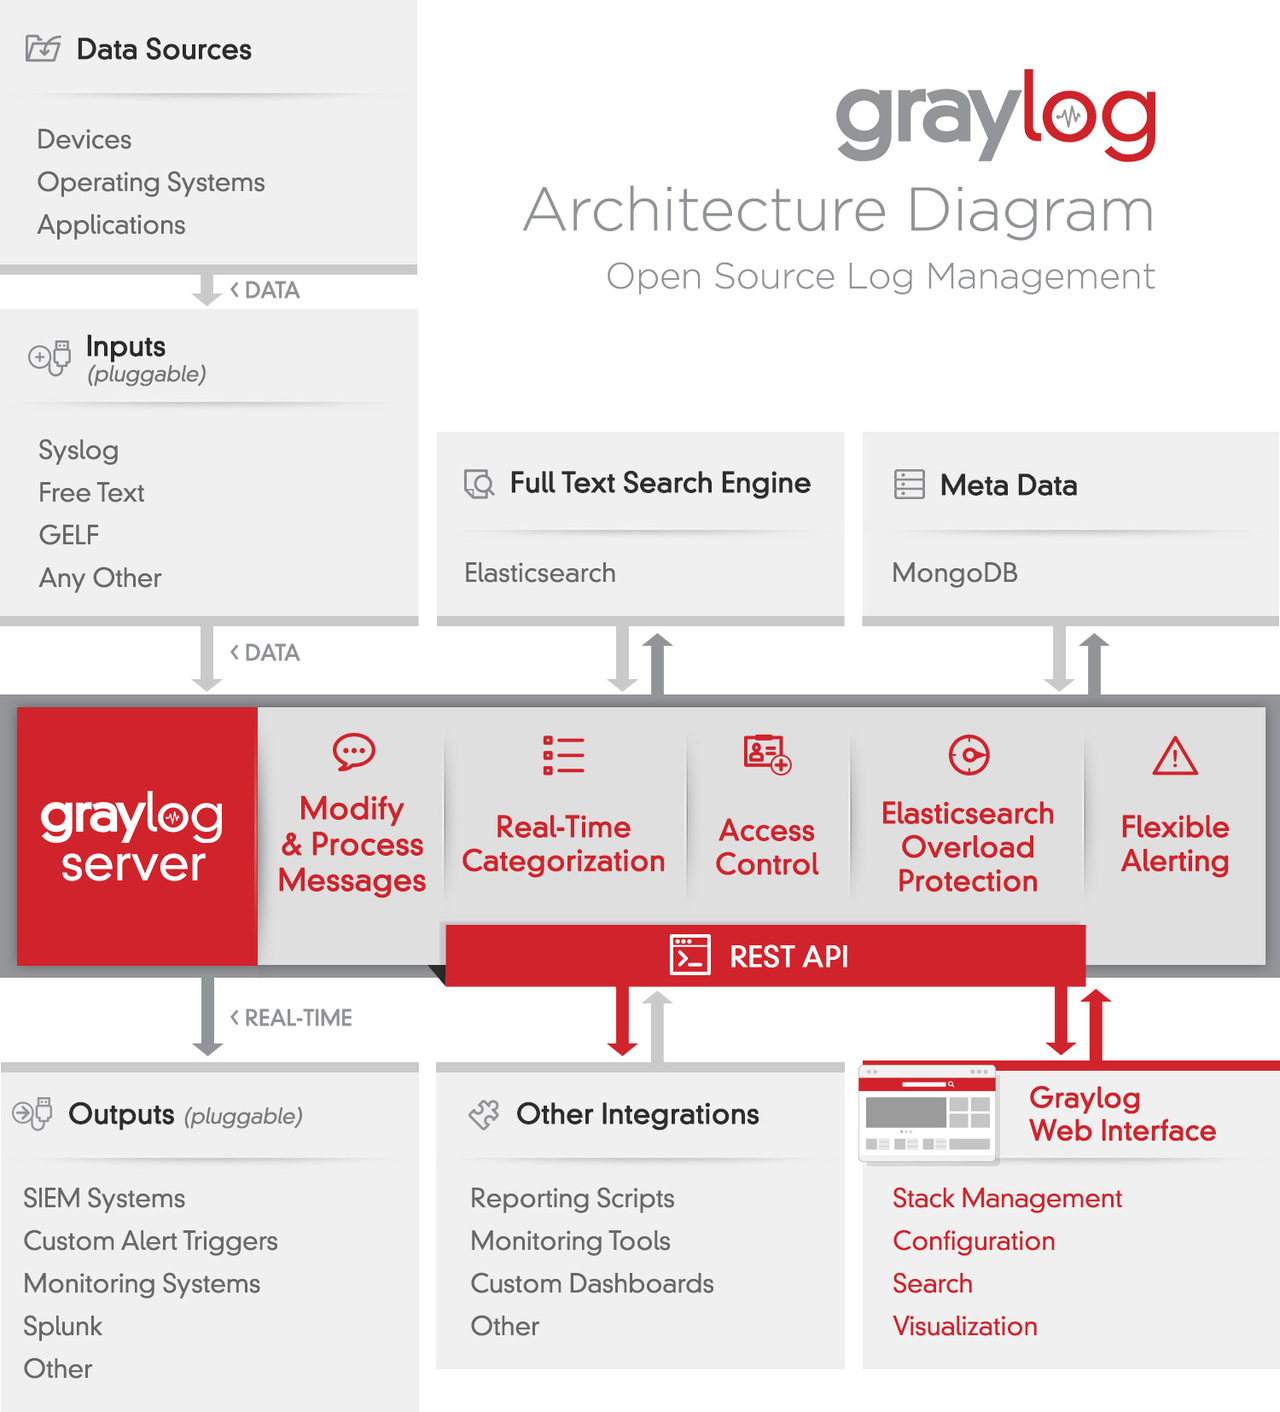 Data Sources
Devices
Operating Systems
Applications
< DATA
graylog
Architecture Diagram
Open Source Log Management
Inputs
(pluggable)
Syslog
Free Text
GELF
Any Other
< DATA
Full Text Search Engine
Elasticsearch
Meta Data
MongoDB
graylog
server
Modify
& Process
Messages
Real-Time
Categorization
Access
Control
Elasticsearch
Overload
Protection
Flexible
Alerting
REST API
< REAL-TIME
Outputs (pluggable)
SIEM Systems
Custom Alert Triggers
Monitoring Systems
Splunk
Other
Other Integrations
Reporting Scripts
Monitoring Tools
Custom Dashboards
Other
Graylog
Web Interface
Stack Management
Configuration
Search
Visualization